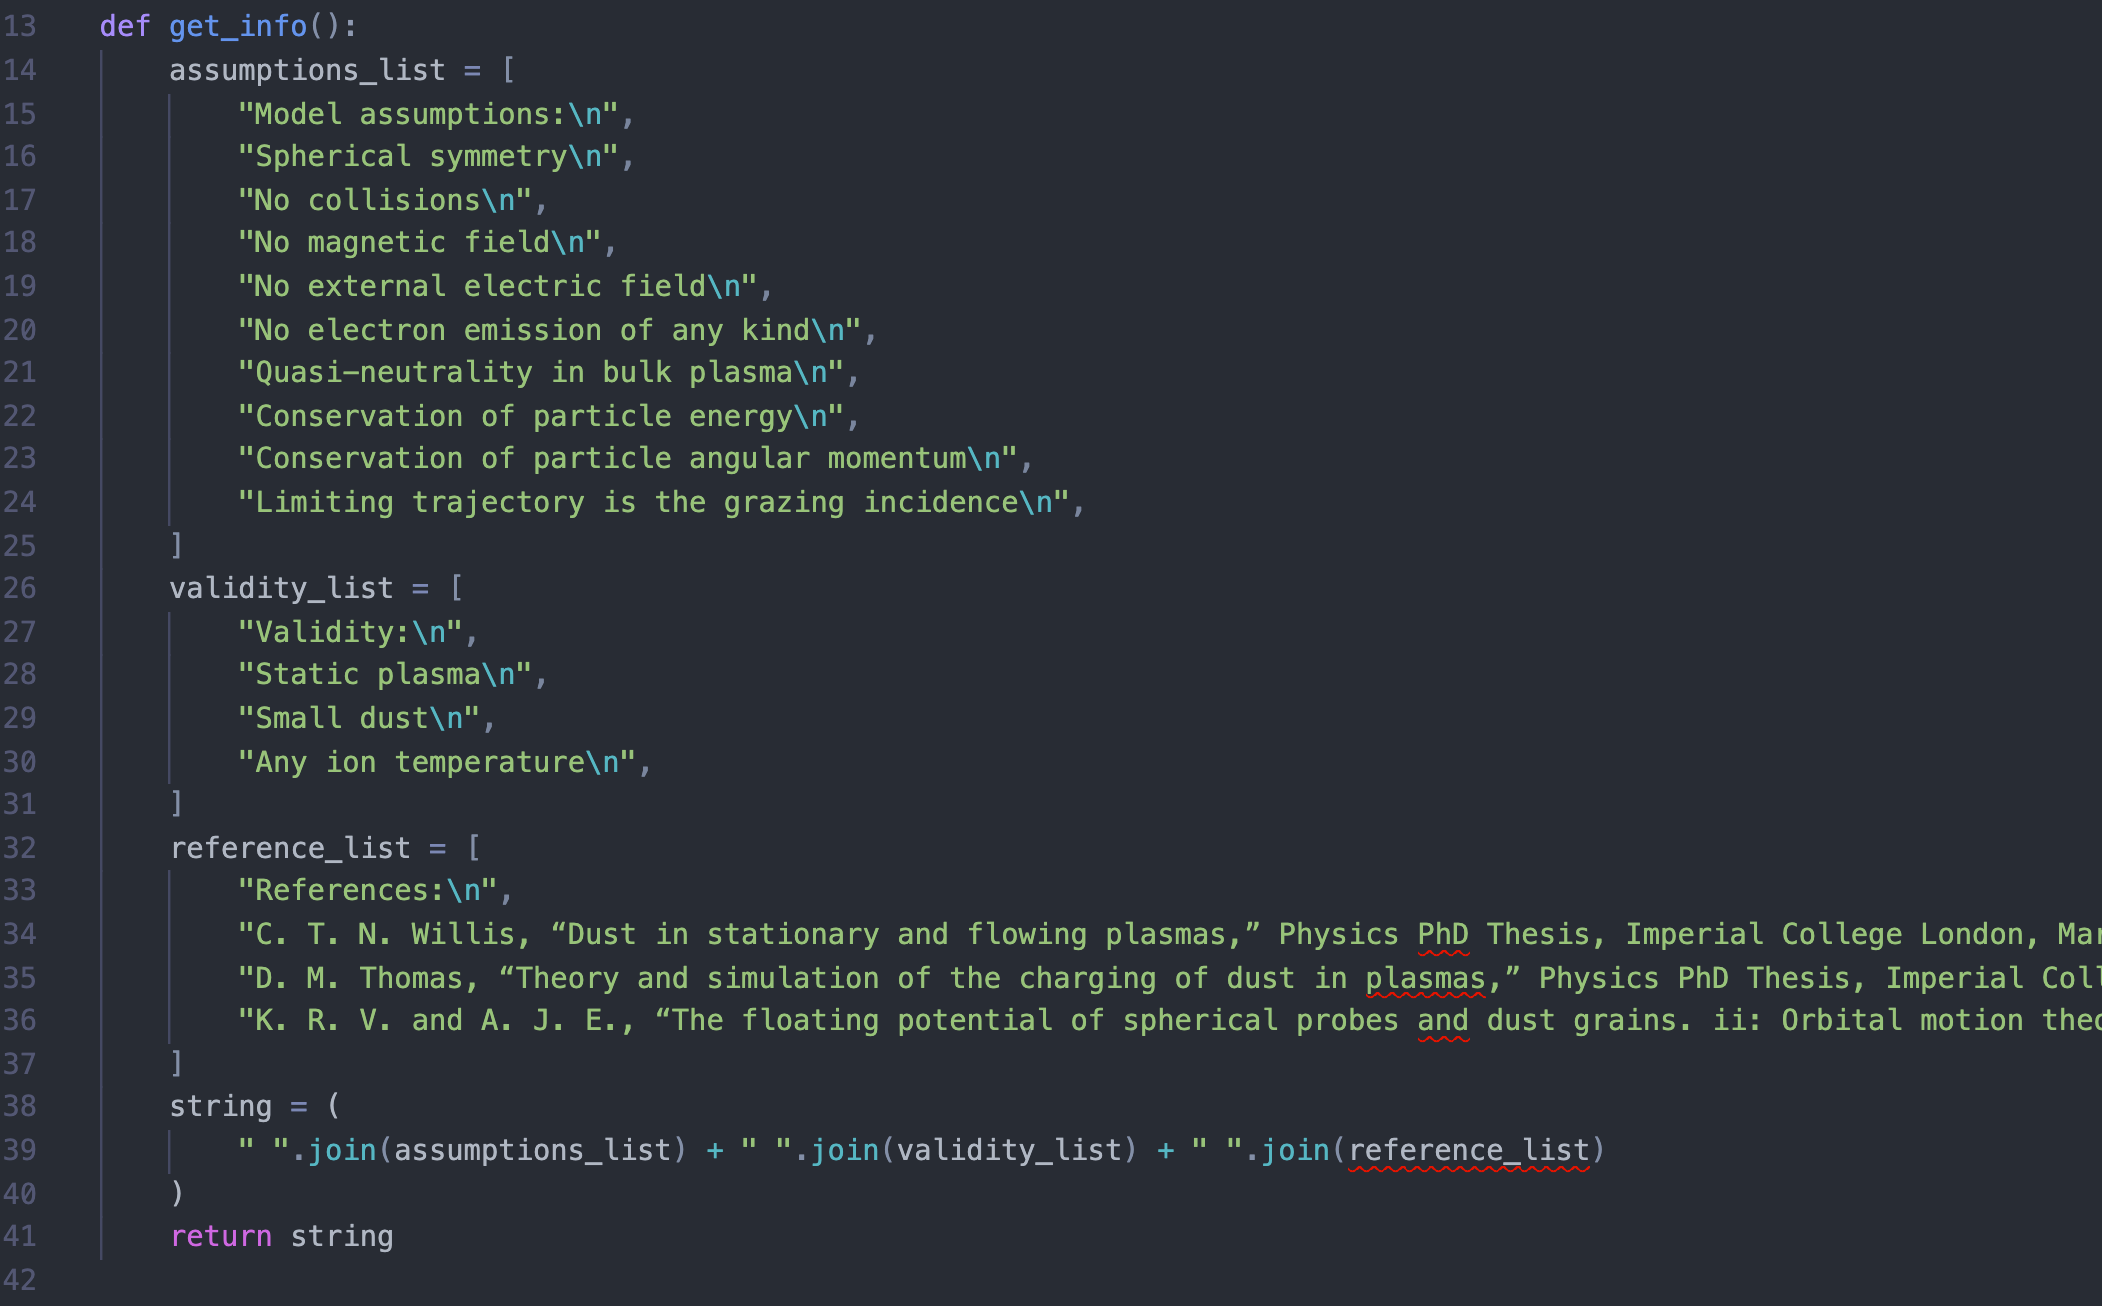 13 def get_info():
14 assumptions_list = [
15 "Model assumptions:\n",
16 "Spherical symmetry\n",
17 "No collisions\n",
18 "No magnetic field\n",
19 "No external electric field\n",
20 "No electron emission of any kind\n",
21 "Quasi-neutrality in bulk plasma\n",
22 "Conservation of particle energy\n",
23 "Conservation of particle angular momentum\n",
24 "Limiting trajectory is the grazing incidence\n",
25 ]
26 validity_list = [
27 "Validity:\n",
28 "Static plasma\n",
29 "Small dust\n",
30 "Any ion temperature\n",
31 ]
32 reference_list = [
33 "References:\n",
34 "C. T. N. Willis, “Dust in stationary and flowing plasmas,” Physics PhD Thesis, Imperial College London, Mar
35 "D. M. Thomas, “Theory and simulation of the charging of dust in plasmas,” Physics PhD Thesis, Imperial Coll
36 "K. R. V. and A. J. E., “The floating potential of spherical probes and dust grains. ii: Orbital motion theo
37 ]
38 string = (
39 " ".join(assumptions_list) + " ".join(validity_list) + " ".join(reference_list)
40 )
41 return string
42